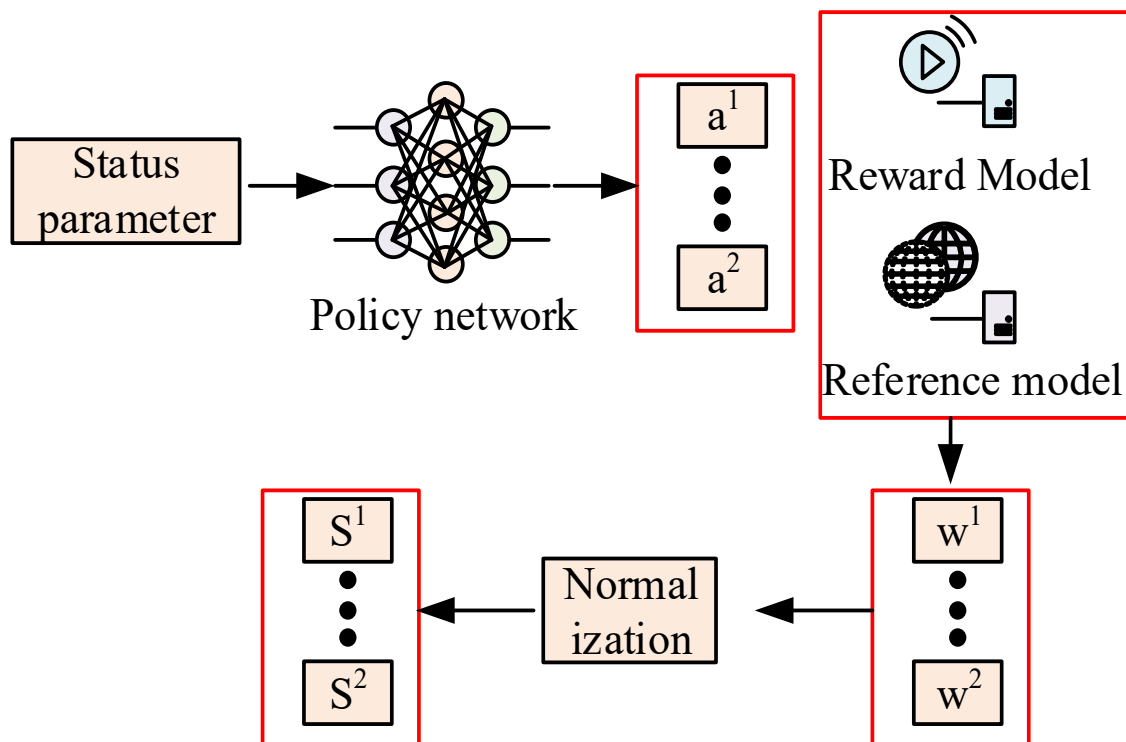 Status
parameter
Policy network
a¹
a²
Reward Model
Reference model
S¹
S²
Normal
ization
w¹
w²